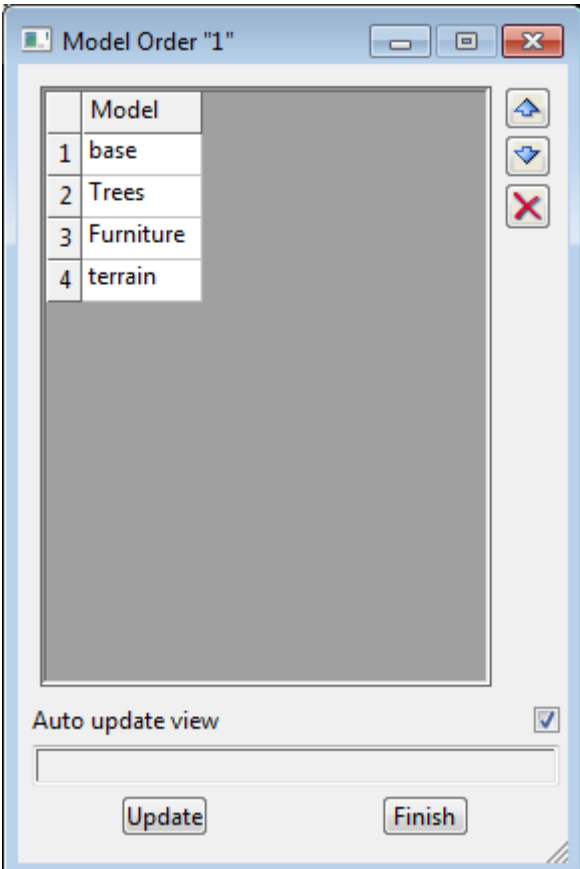 Model Order "1"
Model
1 base
2 Trees
3 Furniture
4 terrain
Auto update view
Update Finish